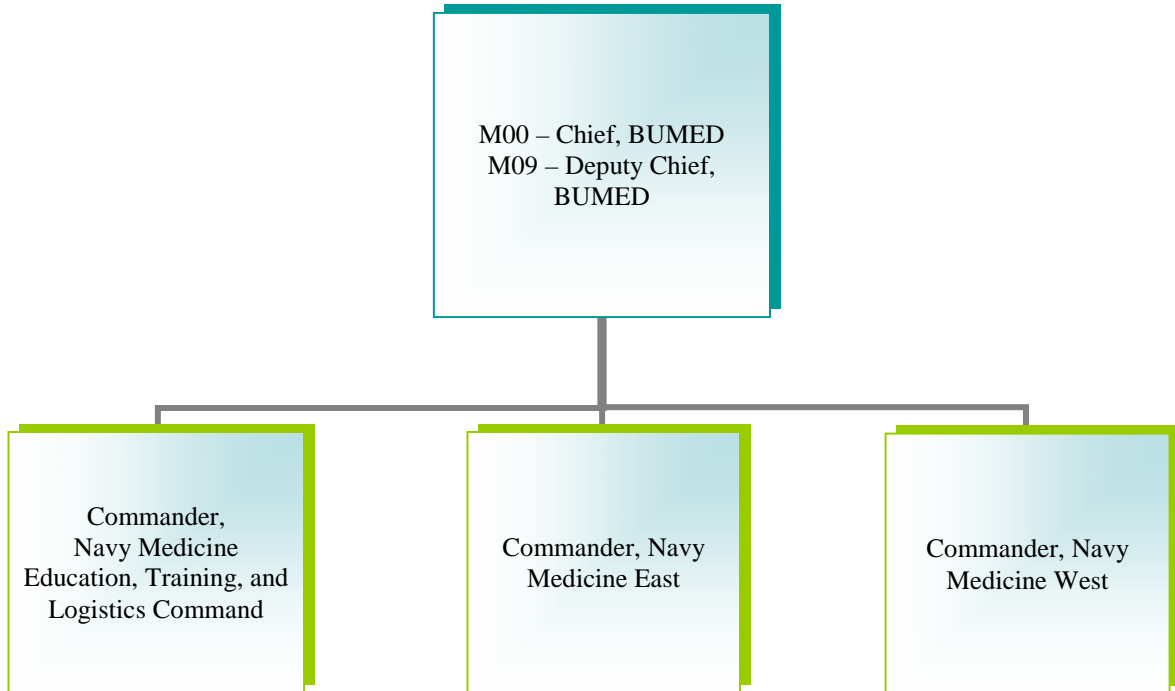 M00 – Chief, BUMED
M09 – Deputy Chief,
BUMED
Commander,
Navy Medicine
Education, Training, and
Logistics Command
Commander, Navy
Medicine East
Commander, Navy
Medicine West